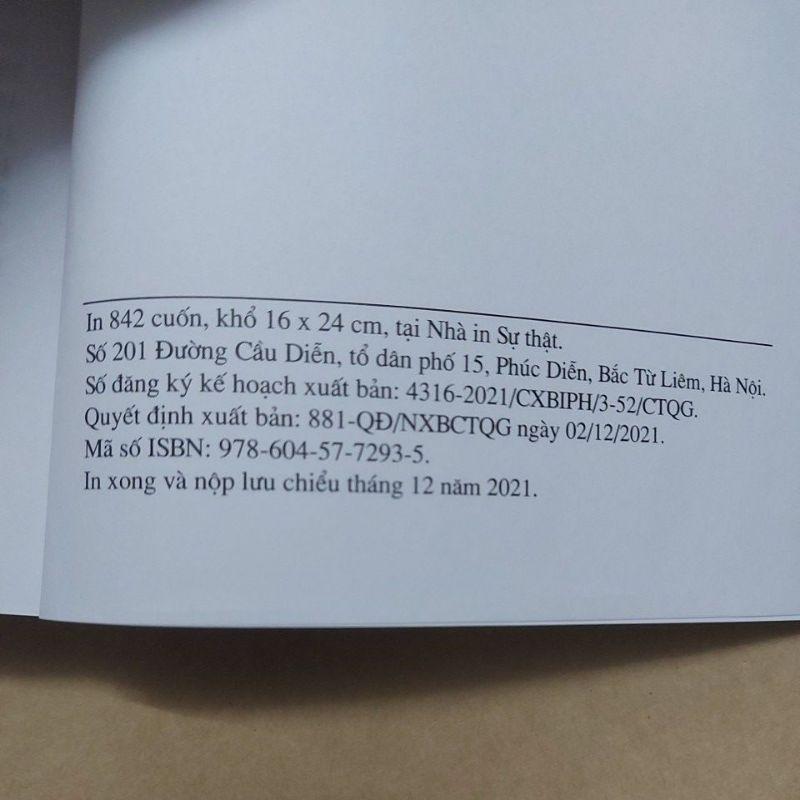 In 842 cuốn, khổ 16 x 24 cm, tại Nhà in Sự thật.
Số 201 Đường Cầu Diễn, tổ dân phố 15, Phúc Diễn, Bắc Từ Liêm, Hà Nội.
Số đăng ký kế hoạch xuất bản: 4316-2021/CXBIPH/3-52/CTQG.
Quyết định xuất bản: 881-QĐ/NXBCTQG ngày 02/12/2021.
Mã số ISBN: 978-604-57-7293-5.
In xong và nộp lưu chiểu tháng 12 năm 2021.